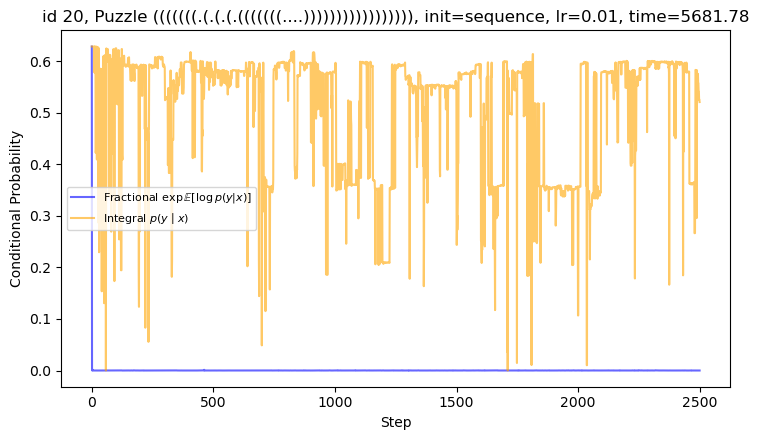 id 20, Puzzle (((((((.(.(.(.(((((((....))))))))))))))))), init=sequence, lr=0.01, time=5681.78
Conditional Probability
0.6
0.5
0.4
0.3
0.2
0.1
0.0
Fractional exp 𝔼[log p(y|x)]
Integral p(y | x)
0 500 1000 1500 2000 2500
Step